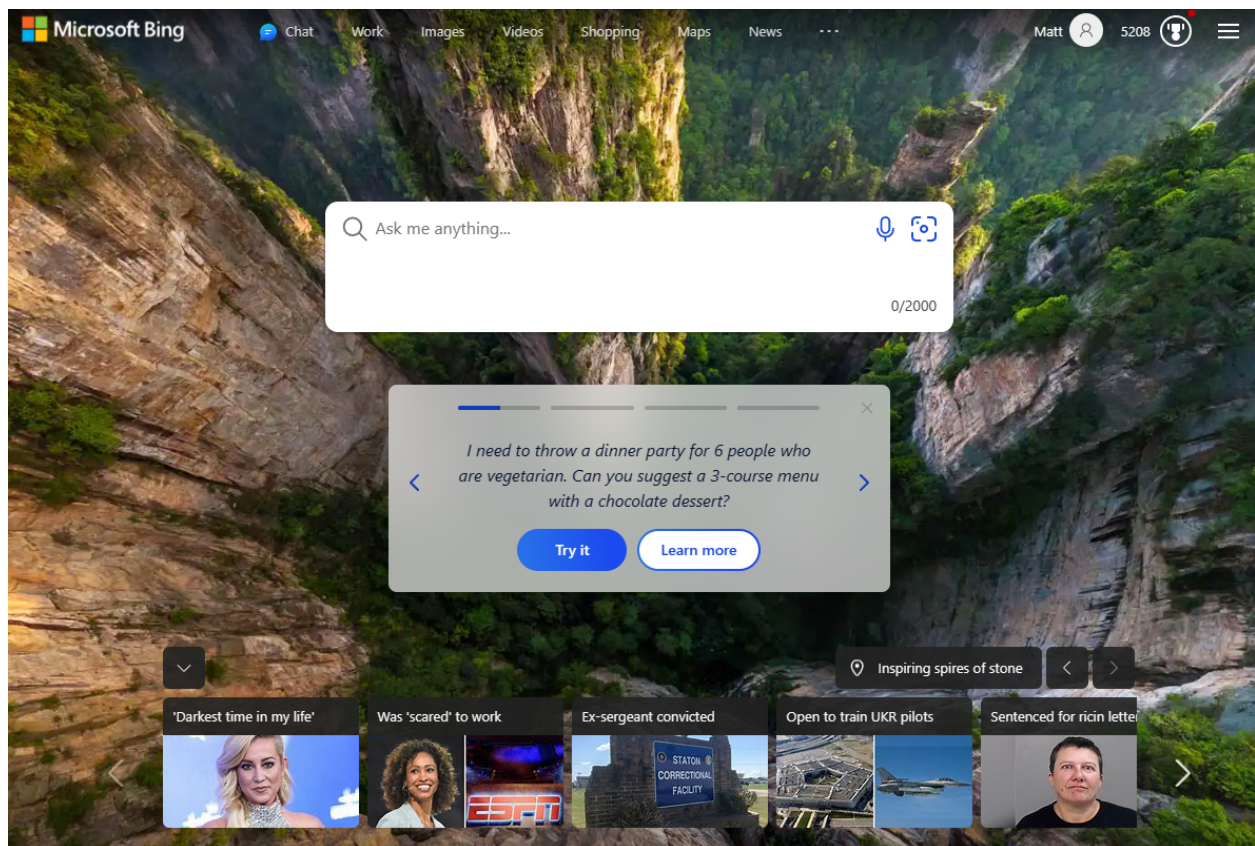 Microsoft Bing
Chat
Work
Images
Videos
Shopping
Maps
News
Matt
5208
Ask me anything...
0/2000
I need to throw a dinner party for 6 people who
are vegetarian. Can you suggest a 3-course menu
with a chocolate dessert?
Try it
Learn more
Inspiring spires of stone
'Darkest time in my life'
Was 'scared' to work
Ex-sergeant convicted
Open to train UKR pilots
Sentenced for ricin letter
ESPN
STATON
CORRECTIONAL
FACILITY